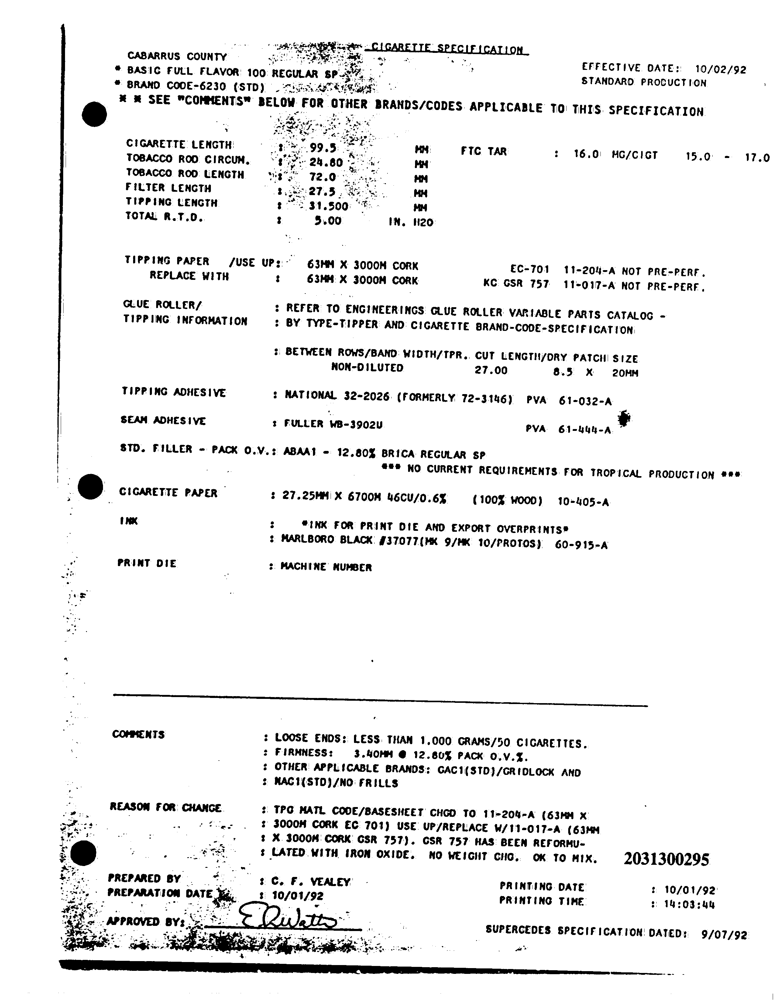 CIGARETTE SPECIFICATION
CABARRUS COUNTY
EFFECTIVE DATE: 10/02/92
* BASIC FULL FLAVOR 100 REGULAR SP
STANDARD PRODUCTION
* BRAND CODE-6230 (STD)
* * SEE "COMMENTS" BELOW FOR OTHER BRANDS/CODES APPLICABLE TO THIS SPECIFICATION
CIGARETTE LENGTH : 99.5 MM FTC TAR : 16.0 MG/CIGT 15.0 - 17.0
TOBACCO ROD CIRCUM. : 24.80 MM
TOBACCO ROD LENGTH : 72.0 MM
FILTER LENGTH : 27.5 MM
TIPPING LENGTH : 31.500 MM
TOTAL R.T.D. : 5.00 IN. H2O
TIPPING PAPER /USE UP: 63MM X 3000M CORK EC-701 11-204-A NOT PRE-PERF.
REPLACE WITH : 63MM X 3000M CORK KC GSR 757 11-017-A NOT PRE-PERF.
GLUE ROLLER/ : REFER TO ENGINEERINGS GLUE ROLLER VARIABLE PARTS CATALOG -
TIPPING INFORMATION : BY TYPE-TIPPER AND CIGARETTE BRAND-CODE-SPECIFICATION
: BETWEEN ROWS/BAND WIDTH/TPR. CUT LENGTH/DRY PATCH SIZE
NON-DILUTED 27.00 8.5 X 20MM
TIPPING ADHESIVE : NATIONAL 32-2026 (FORMERLY 72-3146) PVA 61-032-A
SEAM ADHESIVE : FULLER WB-3902U PVA 61-444-A
STD. FILLER - PACK O.V.: ABAA1 - 12.80% BRICA REGULAR SP
*** NO CURRENT REQUIREMENTS FOR TROPICAL PRODUCTION ***
CIGARETTE PAPER : 27.25MM X 6700M 46CU/0.6% (100% WOOD) 10-405-A
INK : *INK FOR PRINT DIE AND EXPORT OVERPRINTS*
: MARLBORO BLACK #37077(MK 9/MK 10/PROTOS) 60-915-A
PRINT DIE : MACHINE NUMBER
COMMENTS : LOOSE ENDS: LESS THAN 1.000 GRAMS/50 CIGARETTES.
: FIRMNESS: 3.40MM @ 12.80% PACK O.V.%.
: OTHER APPLICABLE BRANDS: GAC1(STD)/GRIDLOCK AND
: NAC1(STD)/NO FRILLS
REASON FOR CHANGE : TPG MATL CODE/BASESHEET CHGD TO 11-204-A (63MM X
: 3000M CORK EC 701) USE UP/REPLACE W/11-017-A (63MM
: X 3000M CORK GSR 757). GSR 757 HAS BEEN REFORMU-
: LATED WITH IRON OXIDE. NO WEIGHT CHG. OK TO MIX.
2031300295
PREPARED BY : C. F. VEALEY PRINTING DATE : 10/01/92
PREPARATION DATE : 10/01/92 PRINTING TIME : 14:03:44
APPROVED BY: E R Watts
SUPERCEDES SPECIFICATION DATED: 9/07/92